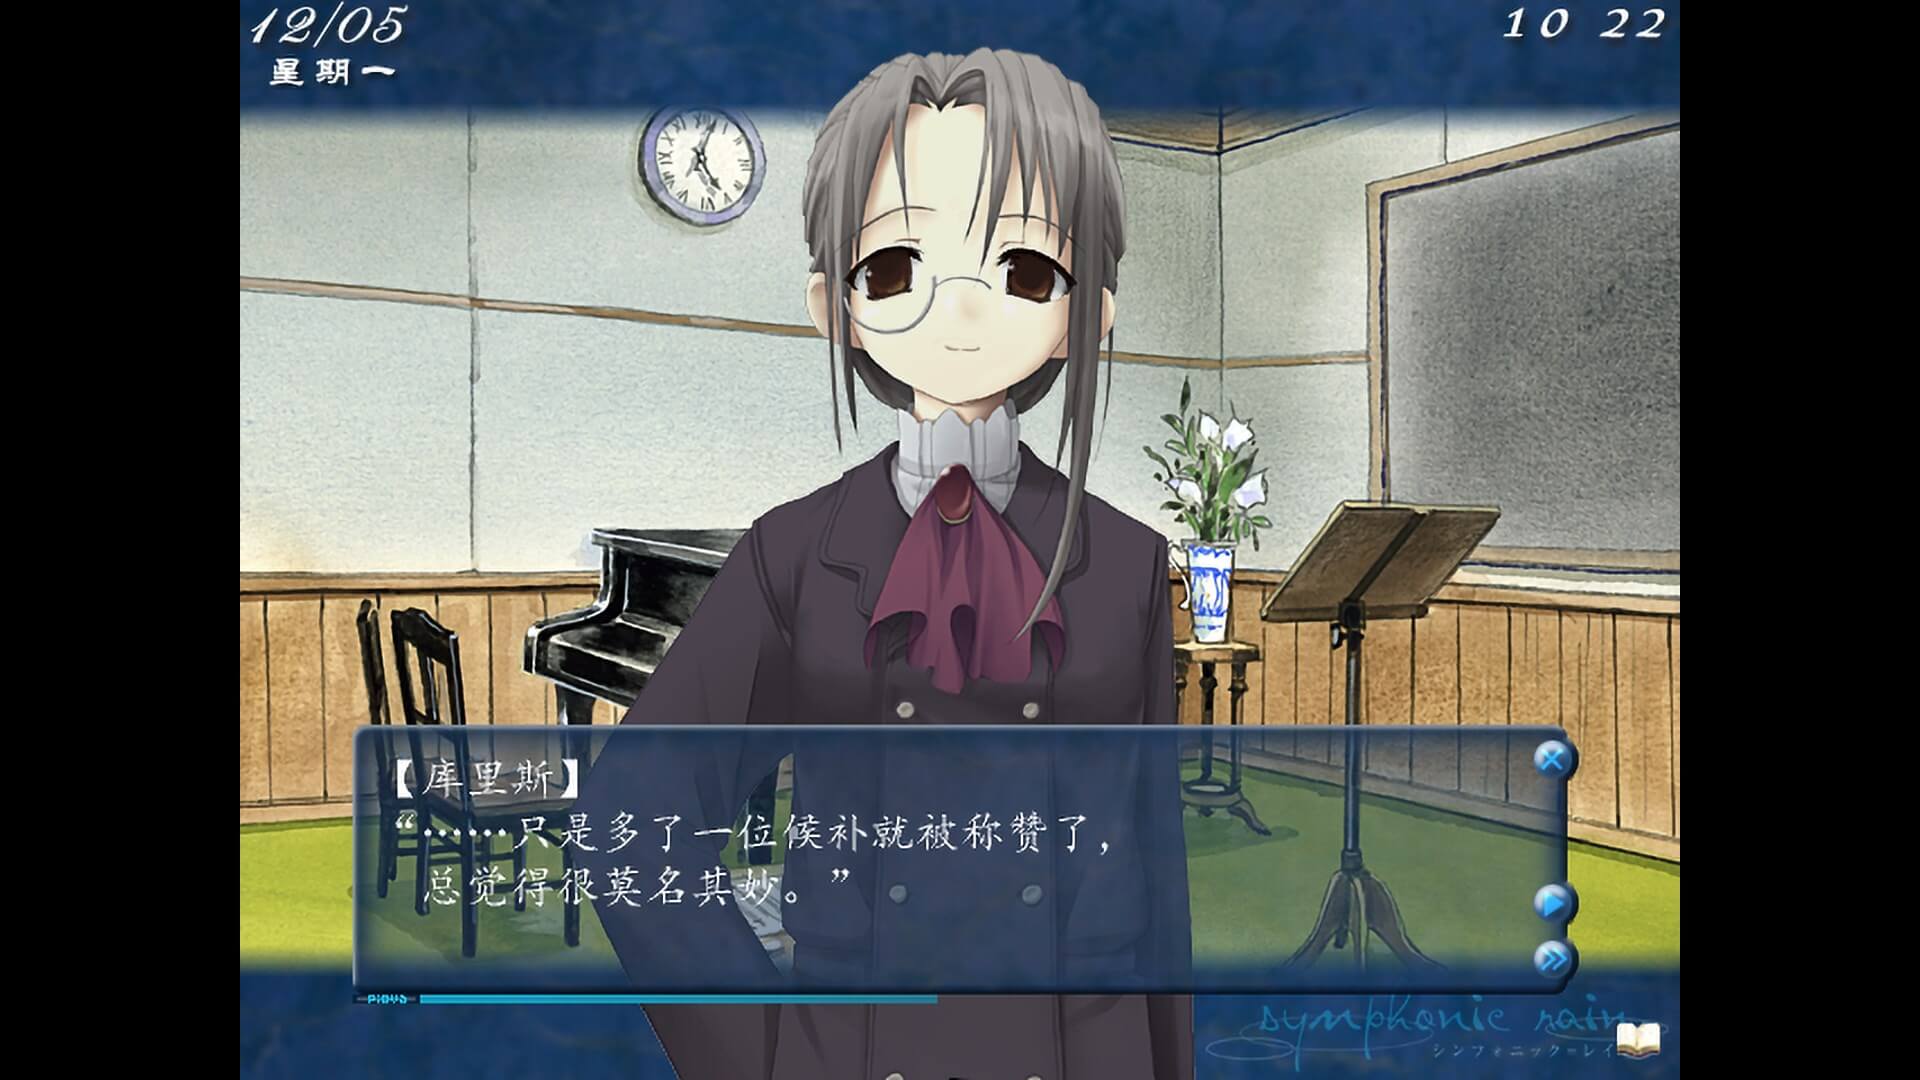 12/05
星期一
10 22
【库里斯】
“……只是多了一位候补就被称赞了，
总觉得很莫名其妙。”
symphonic rain
シンフォニック=レイ